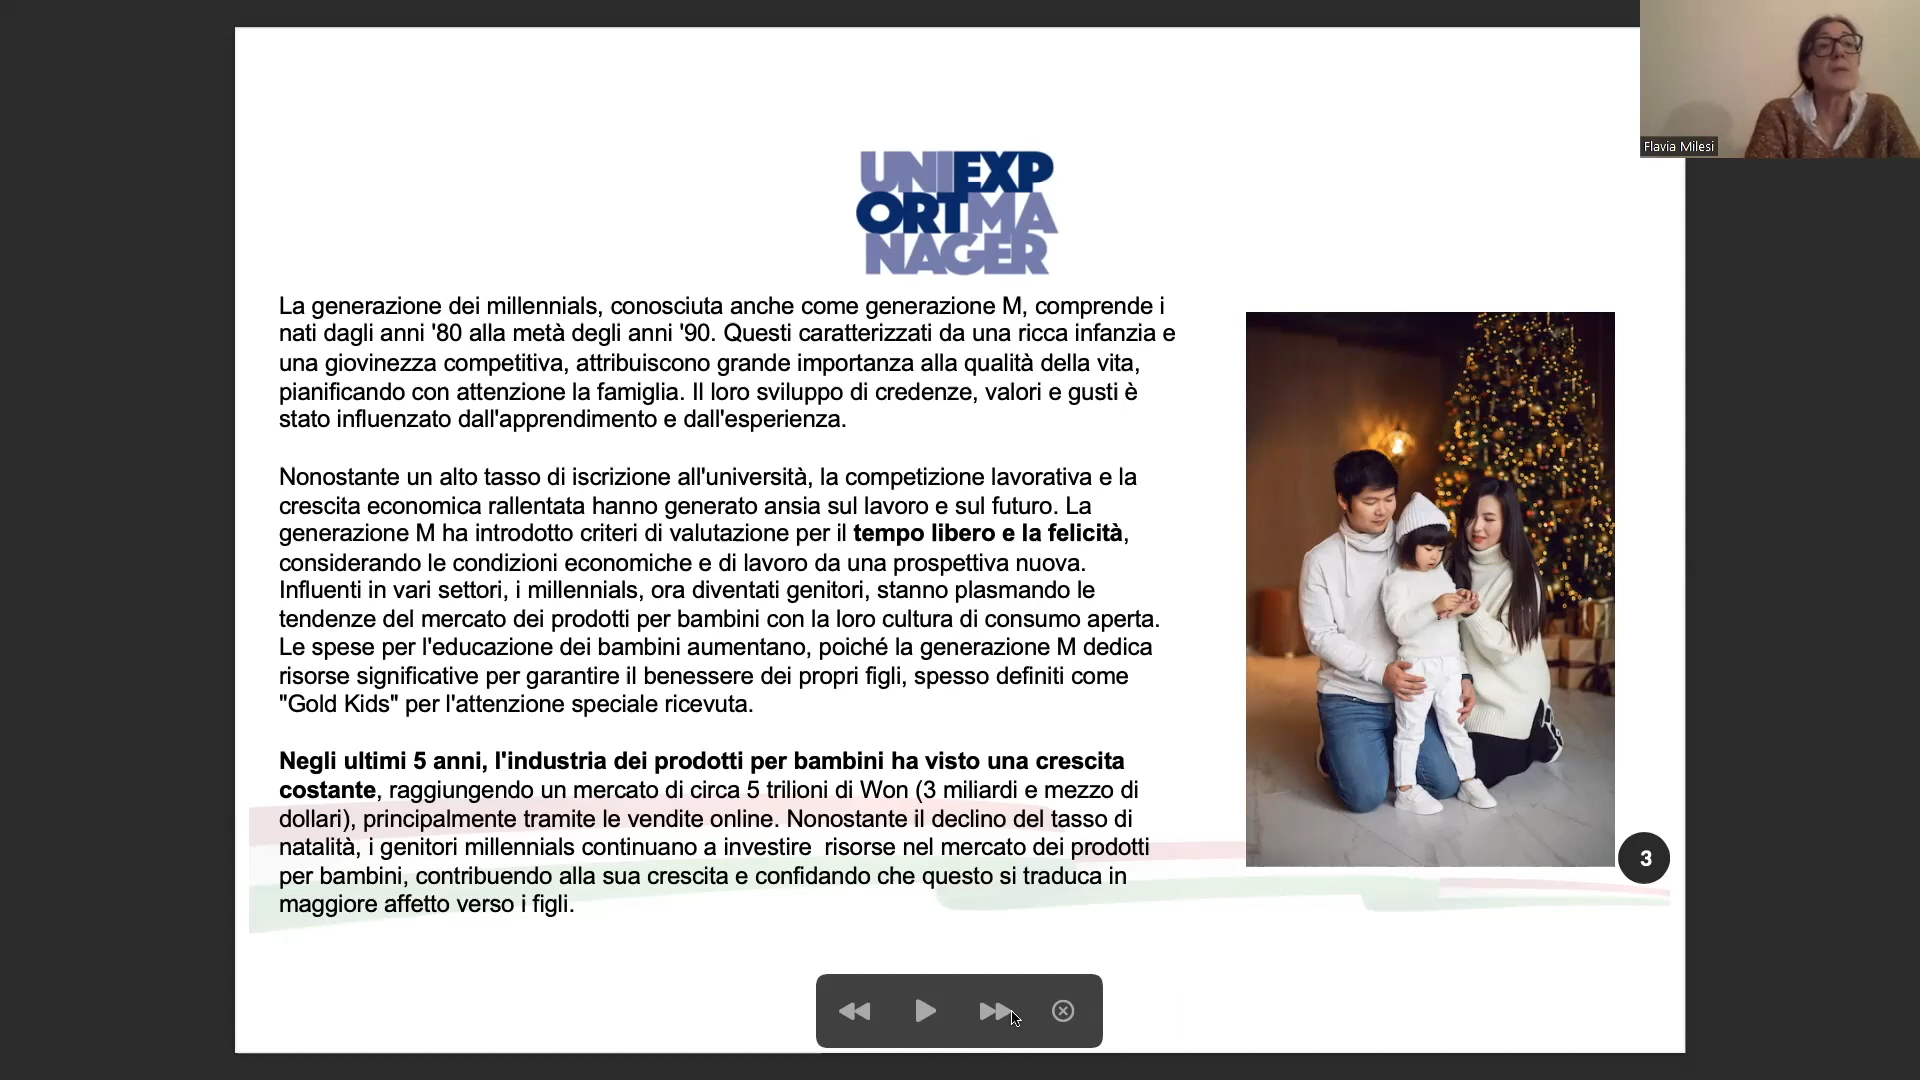 Flavia Milesi
UNIEXP
ORTMA
NAGER
La generazione dei millennials, conosciuta anche come generazione M, comprende i
nati dagli anni '80 alla metà degli anni '90. Questi caratterizzati da una ricca infanzia e
una giovinezza competitiva, attribuiscono grande importanza alla qualità della vita,
pianificando con attenzione la famiglia. Il loro sviluppo di credenze, valori e gusti è
stato influenzato dall'apprendimento e dall'esperienza.
Nonostante un alto tasso di iscrizione all'università, la competizione lavorativa e la
crescita economica rallentata hanno generato ansia sul lavoro e sul futuro. La
generazione M ha introdotto criteri di valutazione per il tempo libero e la felicità,
considerando le condizioni economiche e di lavoro da una prospettiva nuova.
Influenti in vari settori, i millennials, ora diventati genitori, stanno plasmando le
tendenze del mercato dei prodotti per bambini con la loro cultura di consumo aperta.
Le spese per l'educazione dei bambini aumentano, poiché la generazione M dedica
risorse significative per garantire il benessere dei propri figli, spesso definiti come
"Gold Kids" per l'attenzione speciale ricevuta.
Negli ultimi 5 anni, l'industria dei prodotti per bambini ha visto una crescita
costante, raggiungendo un mercato di circa 5 trilioni di Won (3 miliardi e mezzo di
dollari), principalmente tramite le vendite online. Nonostante il declino del tasso di
natalità, i genitori millennials continuano a investire  risorse nel mercato dei prodotti
per bambini, contribuendo alla sua crescita e confidando che questo si traduca in
maggiore affetto verso i figli.
3